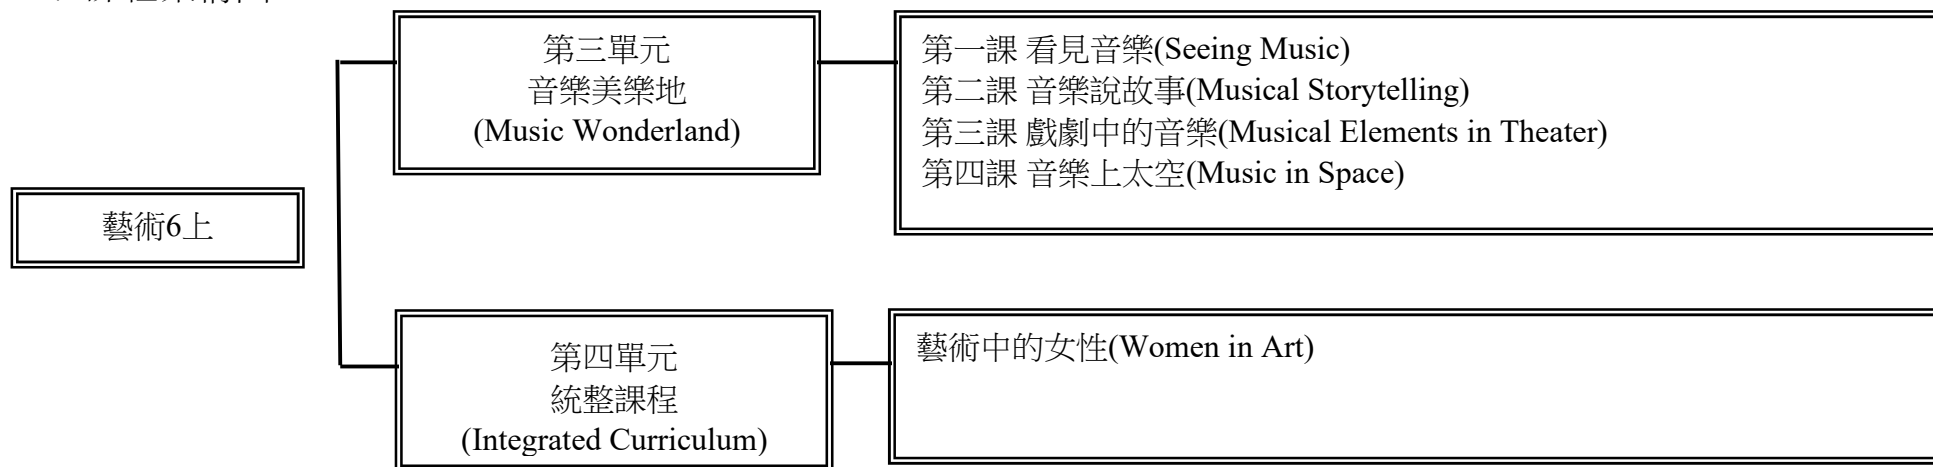 藝術6上
第三單元
音樂美樂地
(Music Wonderland)
第一課 看見音樂(Seeing Music)
第二課 音樂說故事(Musical Storytelling)
第三課 戲劇中的音樂(Musical Elements in Theater)
第四課 音樂上太空(Music in Space)
第四單元
統整課程
(Integrated Curriculum)
藝術中的女性(Women in Art)